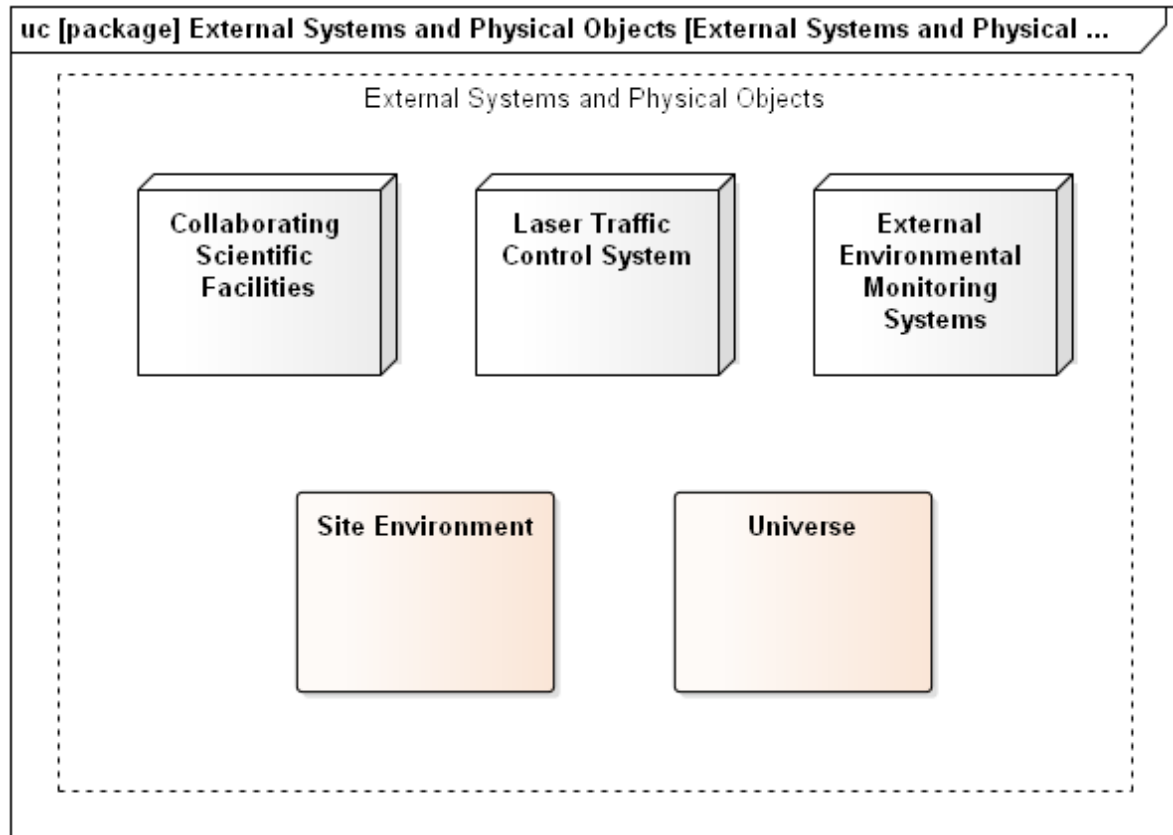 uc [package] External Systems and Physical Objects [External Systems and Physical ...
External Systems and Physical Objects
Collaborating
Scientific
Facilities
Laser Traffic
Control System
External
Environmental
Monitoring
Systems
Site Environment
Universe